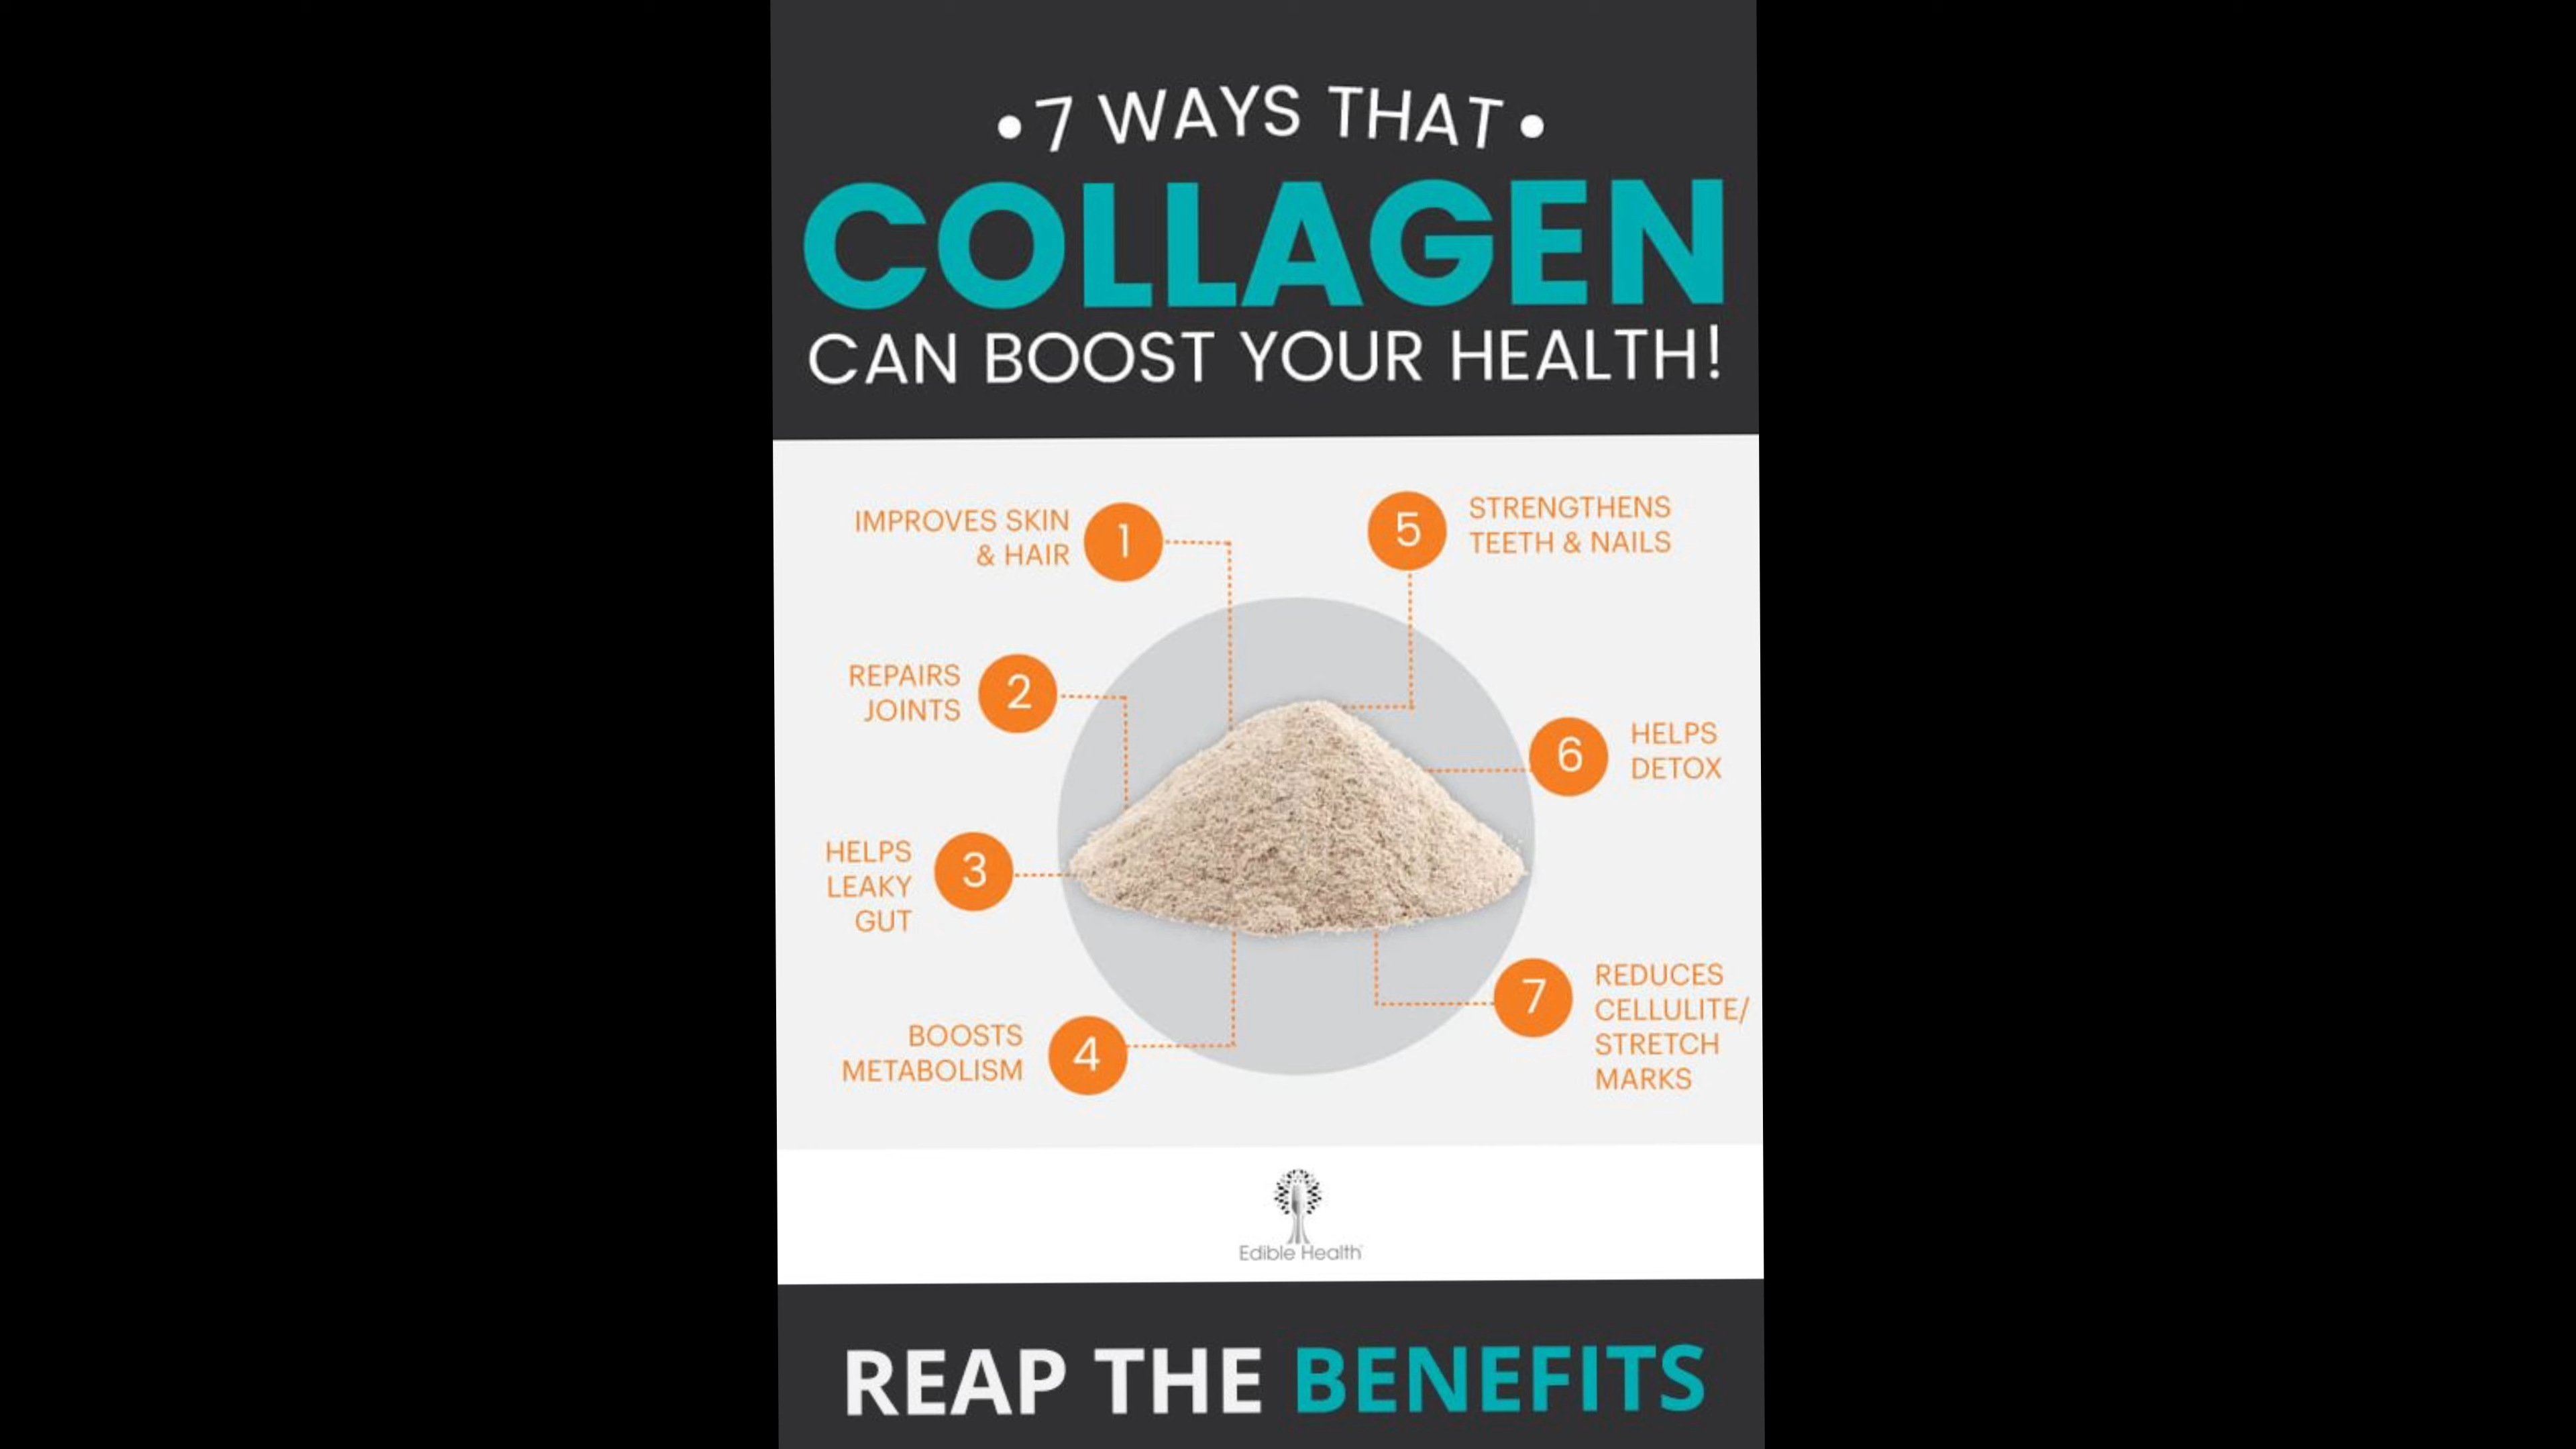 • 7 WAYS THAT •
COLLAGEN
CAN BOOST YOUR HEALTH!
IMPROVES SKIN
& HAIR
1
REPAIRS
JOINTS
2
HELPS
LEAKY
GUT
3
BOOSTS
METABOLISM
4
5
STRENGTHENS
TEETH & NAILS
6
HELPS
DETOX
7
REDUCES
CELLULITE/
STRETCH
MARKS
Edible Health
REAP THE BENEFITS